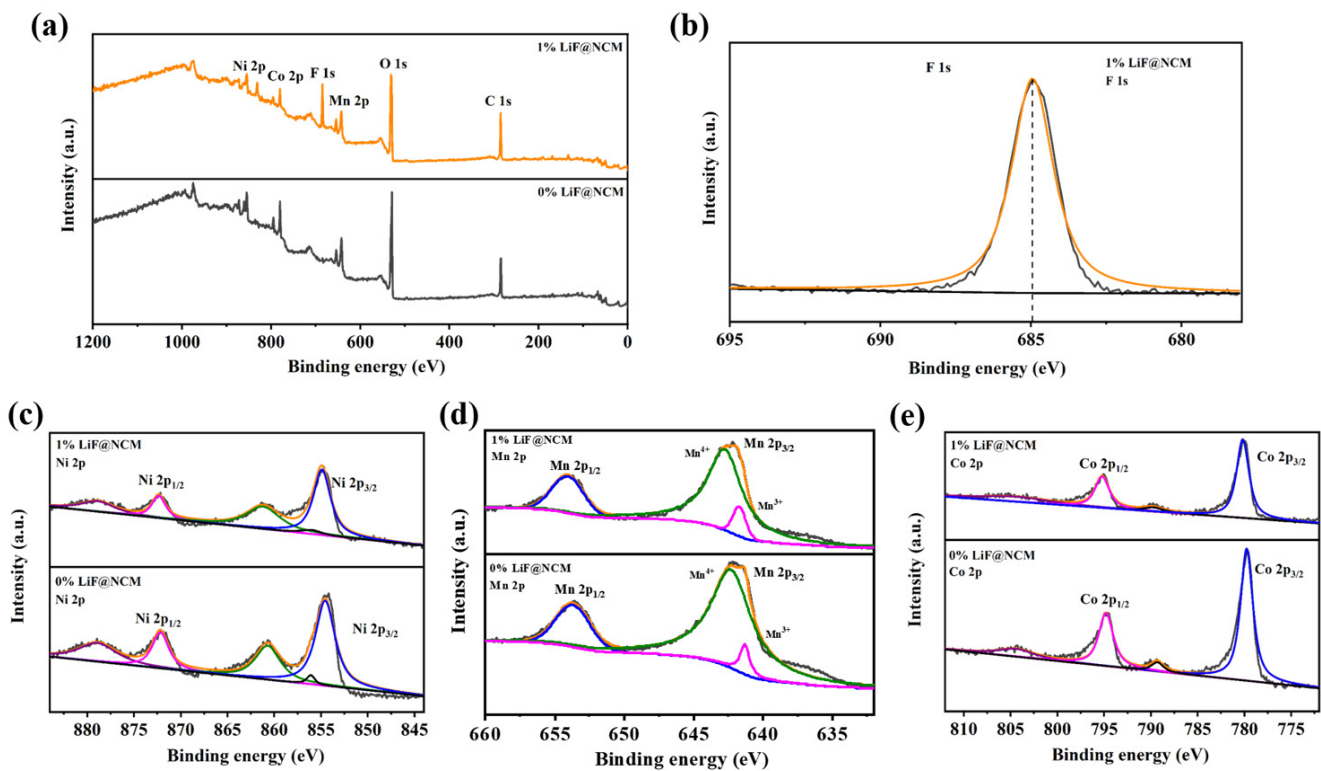 (a)
1% LiF@NCM
Ni 2p
Co 2p
F 1s
Mn 2p
O 1s
C 1s
0% LiF@NCM
Intensity (a.u.)
1200 1000 800 600 400 200 0
Binding energy (eV)
(b)
F 1s
1% LiF@NCM
F 1s
Intensity (a.u.)
695 690 685 680
Binding energy (eV)
(c)
1% LiF@NCM
Ni 2p
Ni 2p1/2
Ni 2p3/2
0% LiF@NCM
Ni 2p
Ni 2p1/2
Ni 2p3/2
Intensity (a.u.)
880 875 870 865 860 855 850 845
Binding energy (eV)
(d)
1% LiF@NCM
Mn 2p
Mn 2p1/2
Mn4+
Mn 2p3/2
Mn3+
0% LiF@NCM
Mn 2p
Mn 2p1/2
Mn4+
Mn 2p3/2
Mn3+
Intensity (a.u.)
660 655 650 645 640 635
Binding energy (eV)
(e)
1% LiF@NCM
Co 2p
Co 2p1/2
Co 2p3/2
0% LiF@NCM
Co 2p
Co 2p1/2
Co 2p3/2
Intensity (a.u.)
810 805 800 795 790 785 780 775
Binding energy (eV)